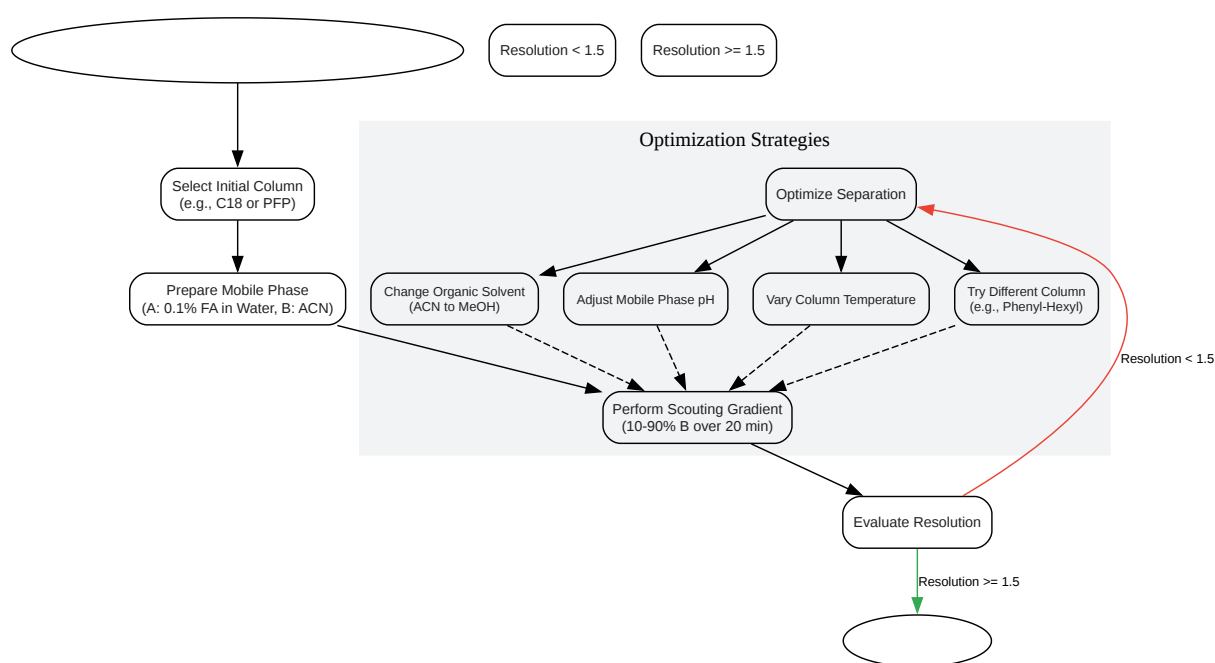 Resolution < 1.5
Resolution >= 1.5
Optimization Strategies
Select Initial Column
(e.g., C18 or PFP)
Optimize Separation
Prepare Mobile Phase
(A: 0.1% FA in Water, B: ACN)
Change Organic Solvent
(ACN to MeOH)
Adjust Mobile Phase pH
Vary Column Temperature
Try Different Column
(e.g., Phenyl-Hexyl)
Resolution < 1.5
Perform Scouting Gradient
(10-90% B over 20 min)
Evaluate Resolution
Resolution >= 1.5